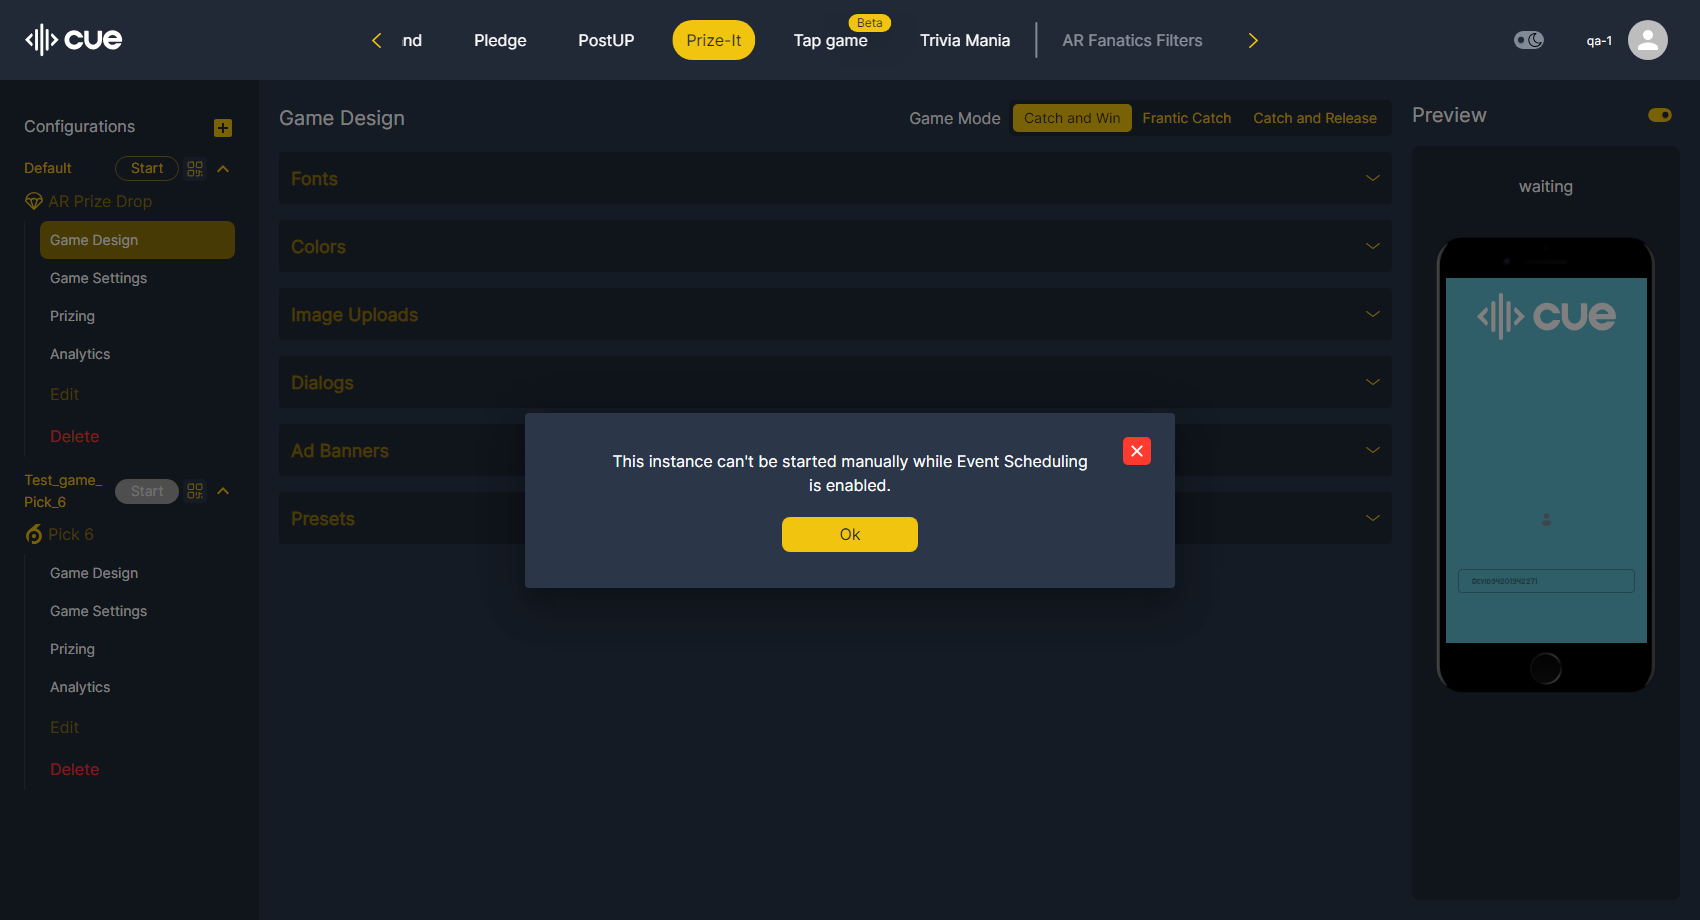 cue
nd
Pledge
PostUP
Prize-It
Beta
Tap game
Trivia Mania
AR Fanatics Filters
qa-1
Configurations
Default
Start
AR Prize Drop
Game Design
Game Settings
Prizing
Analytics
Edit
Delete
Test_game_
Pick_6
Start
Pick 6
Game Design
Game Settings
Prizing
Analytics
Edit
Delete
Game Design
Game Mode
Catch and Win
Frantic Catch
Catch and Release
Fonts
Colors
Image Uploads
Dialogs
Ad Banners
Presets
This instance can't be started manually while Event Scheduling
is enabled.
Ok
Preview
waiting
cue